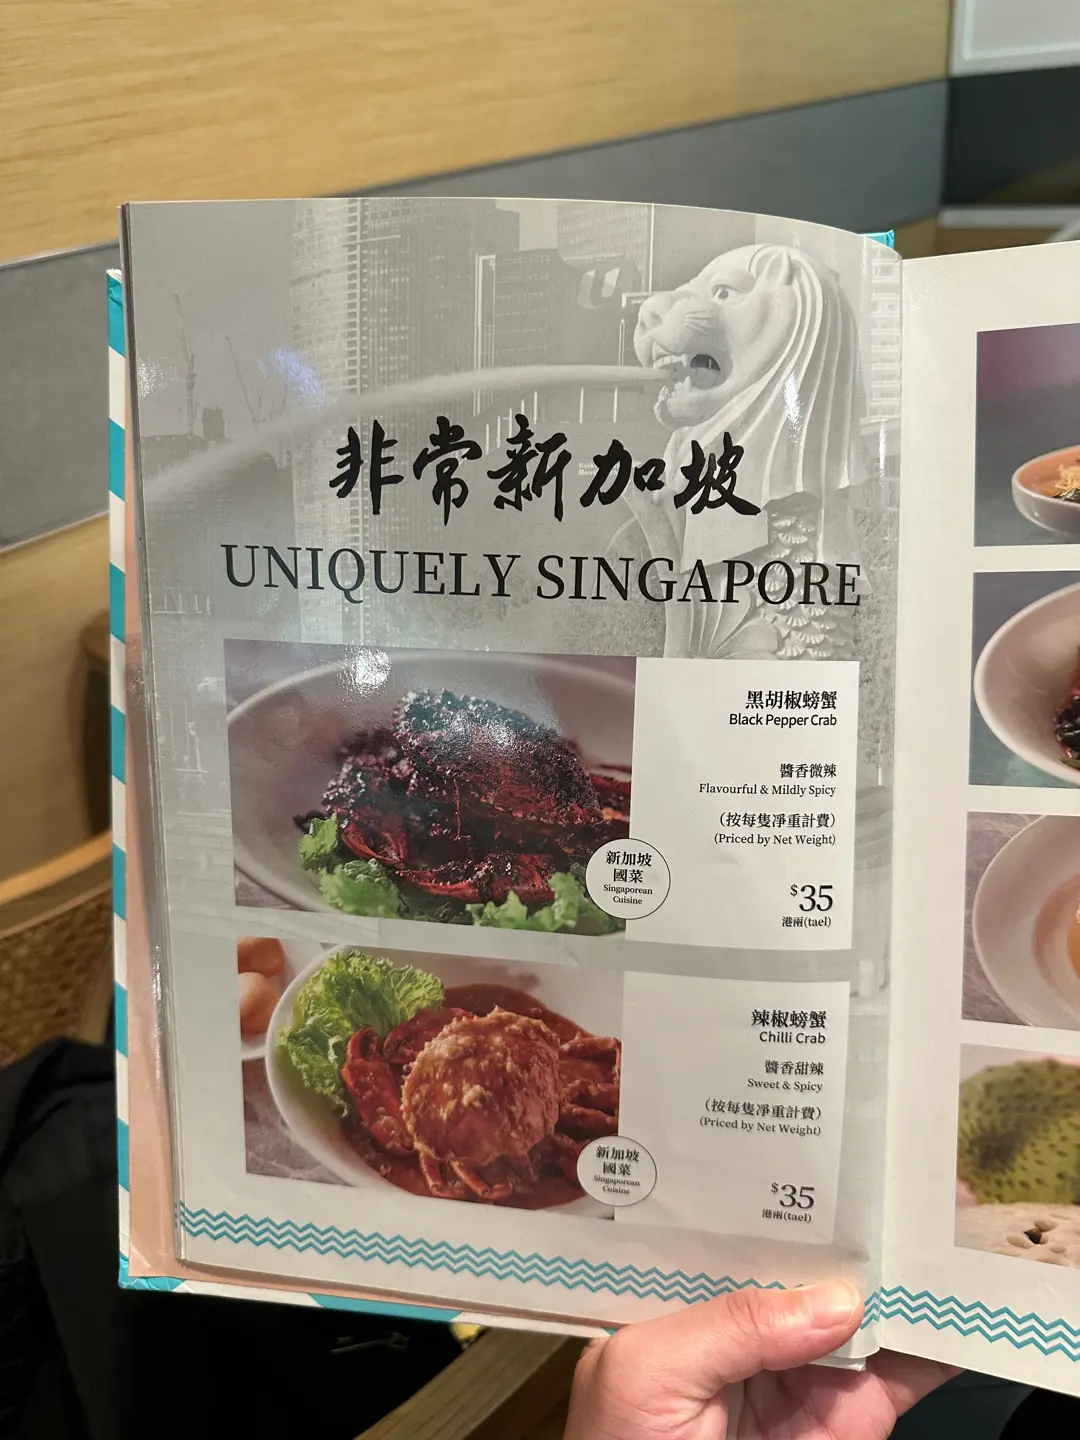 非常新加坡
UNIQUELY SINGAPORE
黑胡椒螃蟹
Black Pepper Crab
醬香微辣
Flavourful & Mildly Spicy
（按每隻凈重計費）
(Priced by Net Weight)
新加坡
國菜
Singaporean
Cuisine
$35
港兩(tael)
辣椒螃蟹
Chilli Crab
醬香甜辣
Sweet & Spicy
（按每隻凈重計費）
(Priced by Net Weight)
新加坡
國菜
Singaporean
Cuisine
$35
港兩(tael)